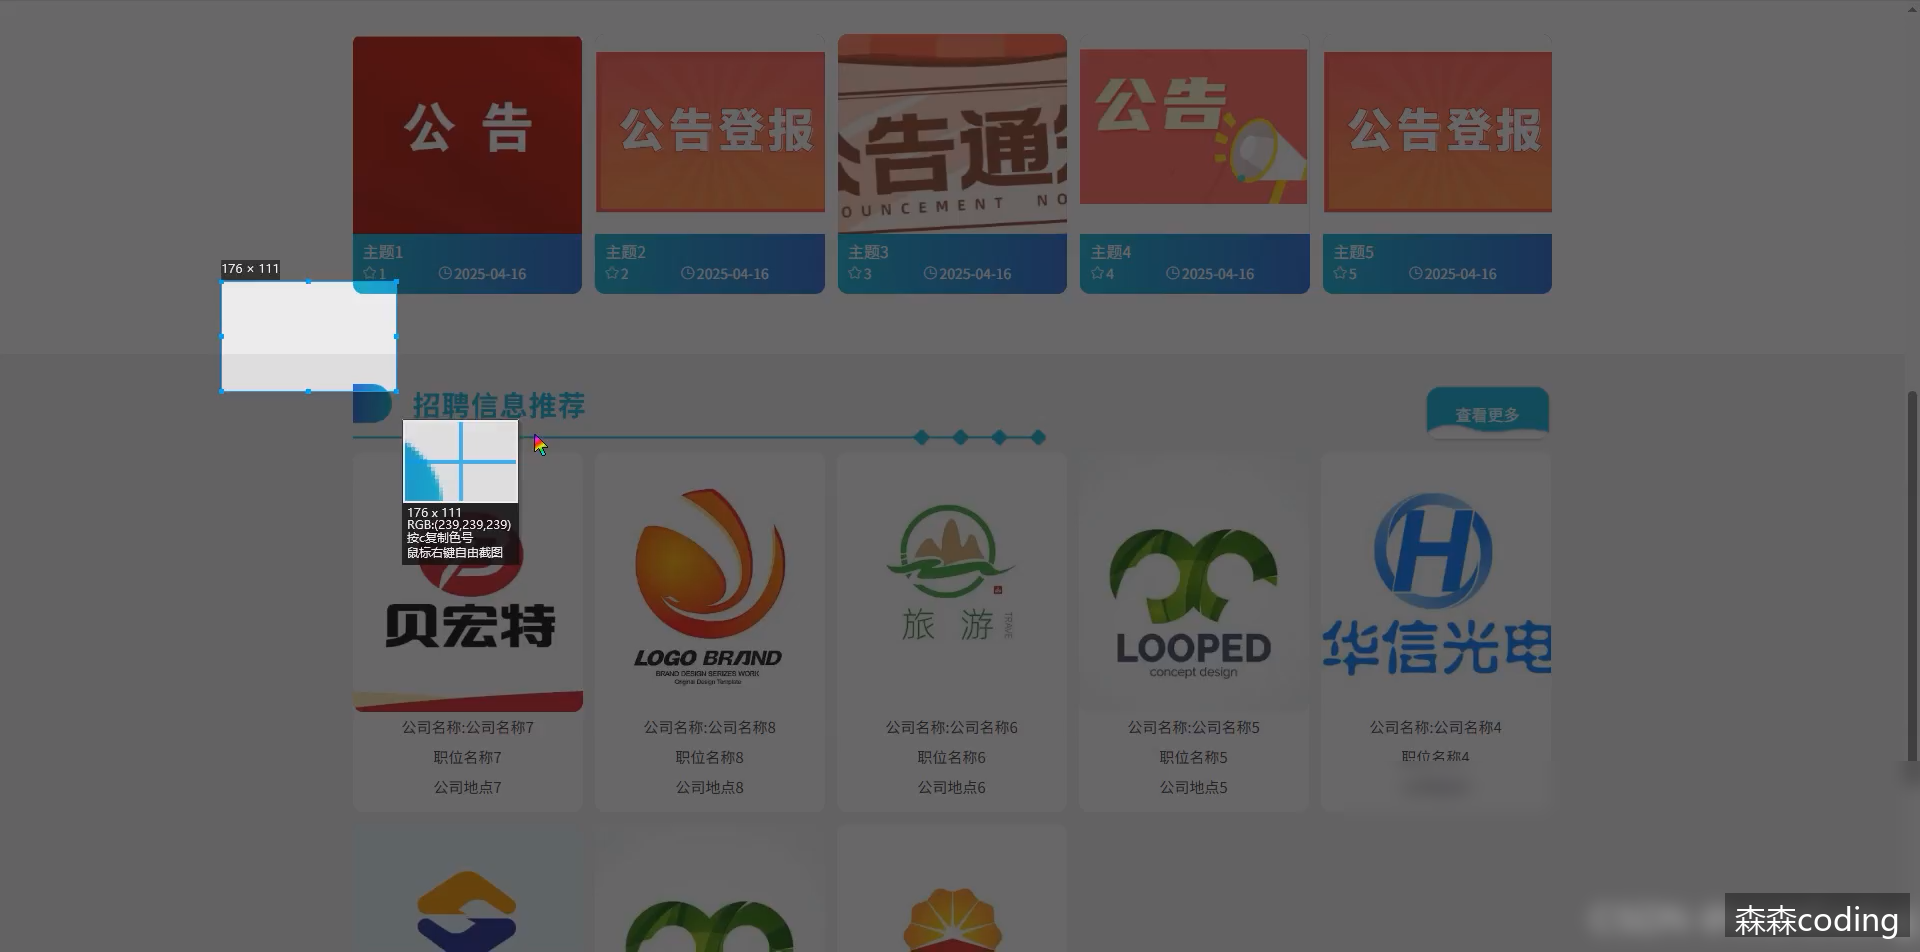 公 告
公告登报
公告通
OUNCEMENT NO
公告
公告登报
主题1
1 2025-04-16
主题2
2 2025-04-16
主题3
3 2025-04-16
主题4
4 2025-04-16
主题5
5 2025-04-16
176 × 111
招聘信息推荐
查看更多
176 x 111
RGB:(239,239,239)
按c复制色号
鼠标右键自由截图
贝宏特
LOGO BRAND
BRAND DESIGN SERIZES WORK
Original Design Template
旅 游
TRAVE
LOOPED
concept design
H
华信光电
公司名称:公司名称7
职位名称7
公司地点7
公司名称:公司名称8
职位名称8
公司地点8
公司名称:公司名称6
职位名称6
公司地点6
公司名称:公司名称5
职位名称5
公司地点5
公司名称:公司名称4
职位名称4
森森coding